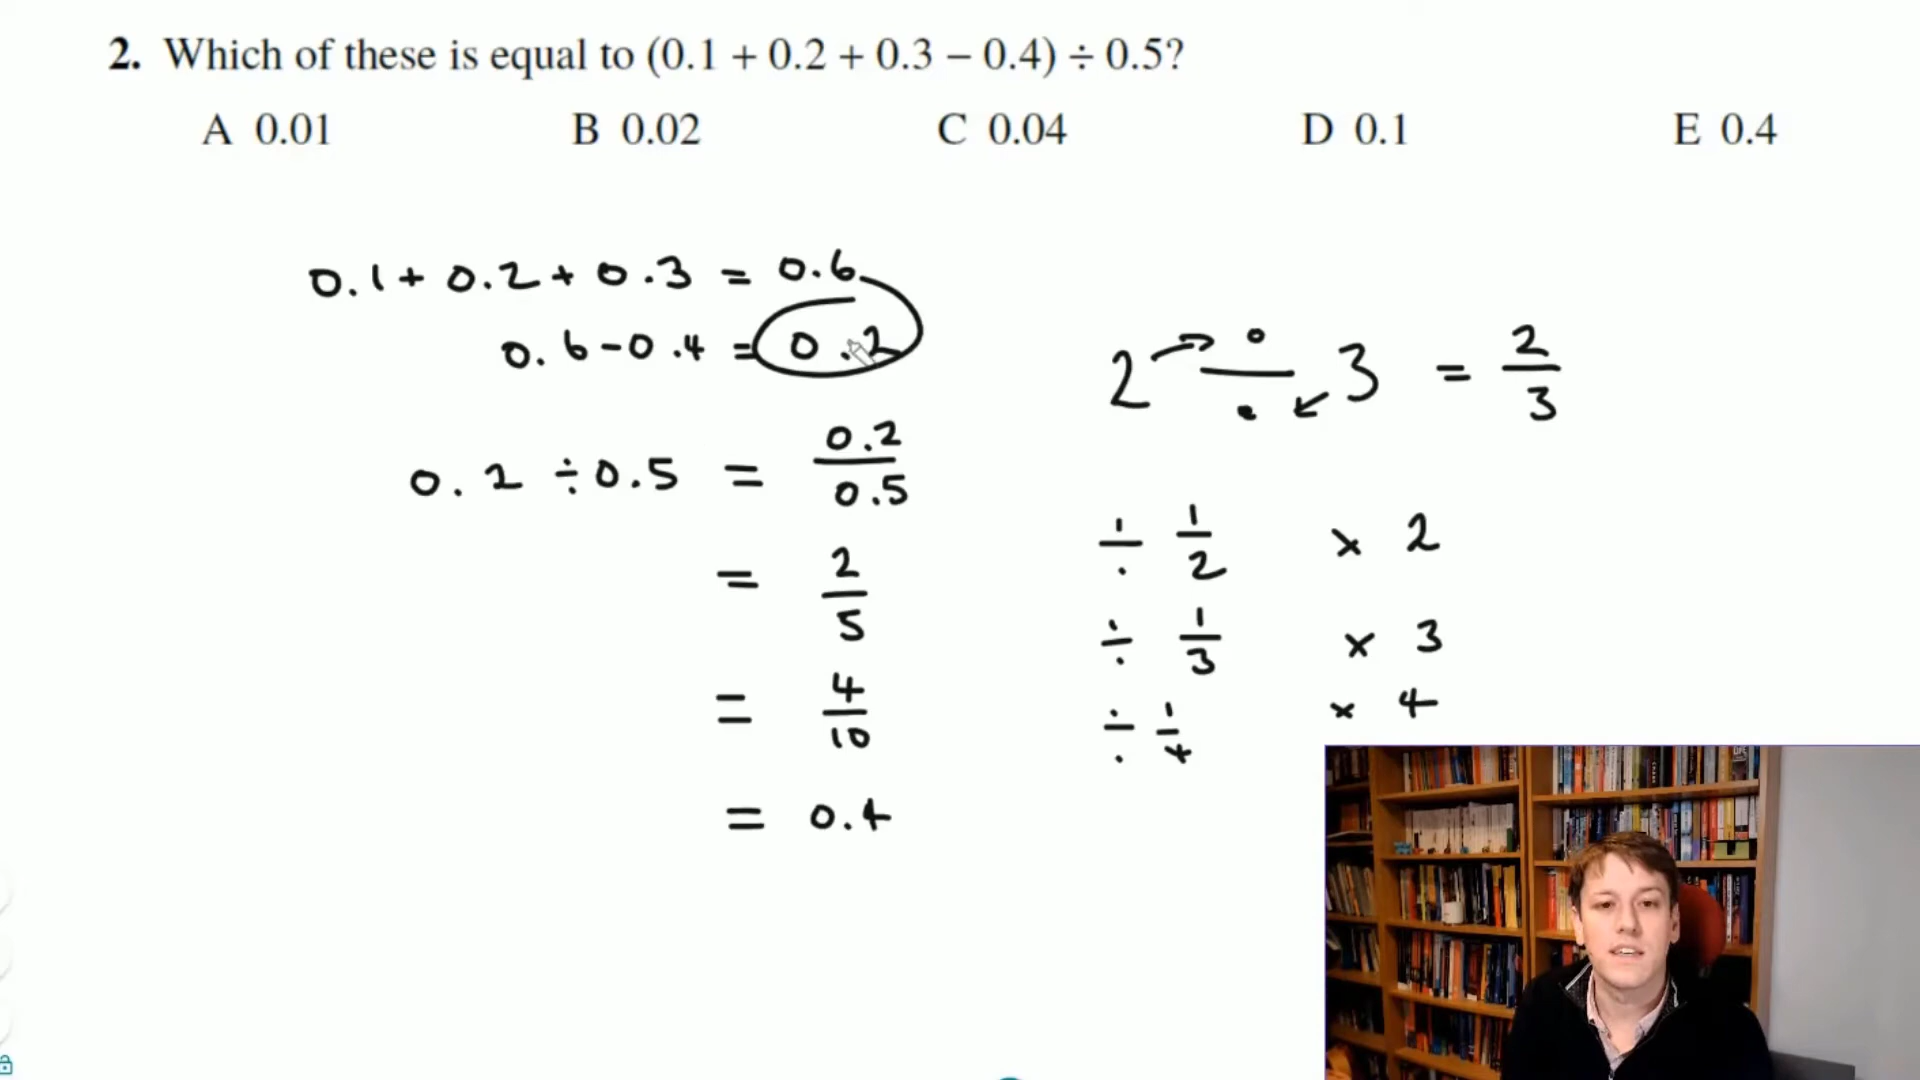 2. Which of these is equal to (0.1 + 0.2 + 0.3 − 0.4) ÷ 0.5?
A 0.01 B 0.02 C 0.04 D 0.1 E 0.4
0.1 + 0.2 + 0.3 = 0.6
0.6 - 0.4 = 0.2
0.2 ÷ 0.5 = 0.2/0.5
= 2/5
= 4/10
= 0.4
2 ÷ 3 = 2/3
÷ 1/2 × 2
÷ 1/3 × 3
÷ 1/4 × 4